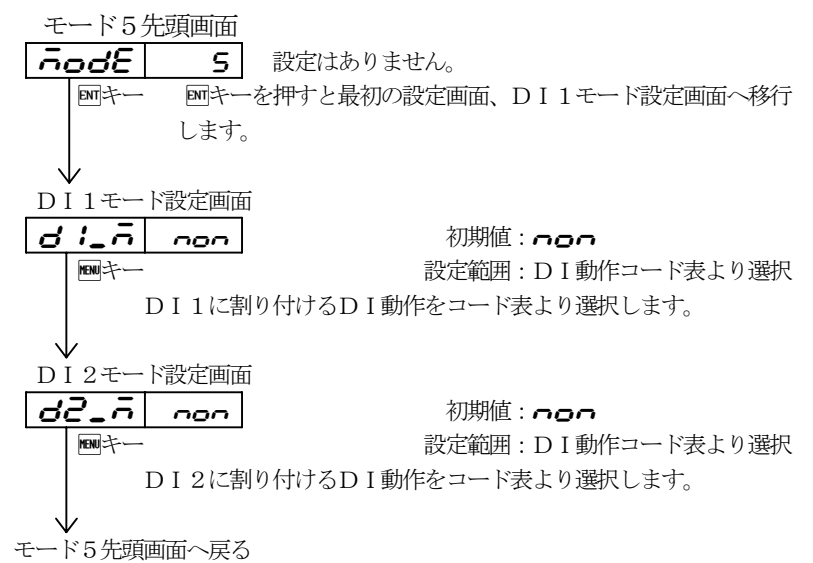 モード５先頭画面
n̄odE 5 設定はありません。
ENTキー ENTキーを押すと最初の設定画面、ＤＩ１モード設定画面へ移行
します。
ＤＩ１モード設定画面
d1_n̄ non 初期値：non
MENUキー 設定範囲：ＤＩ動作コード表より選択
ＤＩ１に割り付けるＤＩ動作をコード表より選択します。
ＤＩ２モード設定画面
d2_n̄ non 初期値：non
MENUキー 設定範囲：ＤＩ動作コード表より選択
ＤＩ２に割り付けるＤＩ動作をコード表より選択します。
モード５先頭画面へ戻る